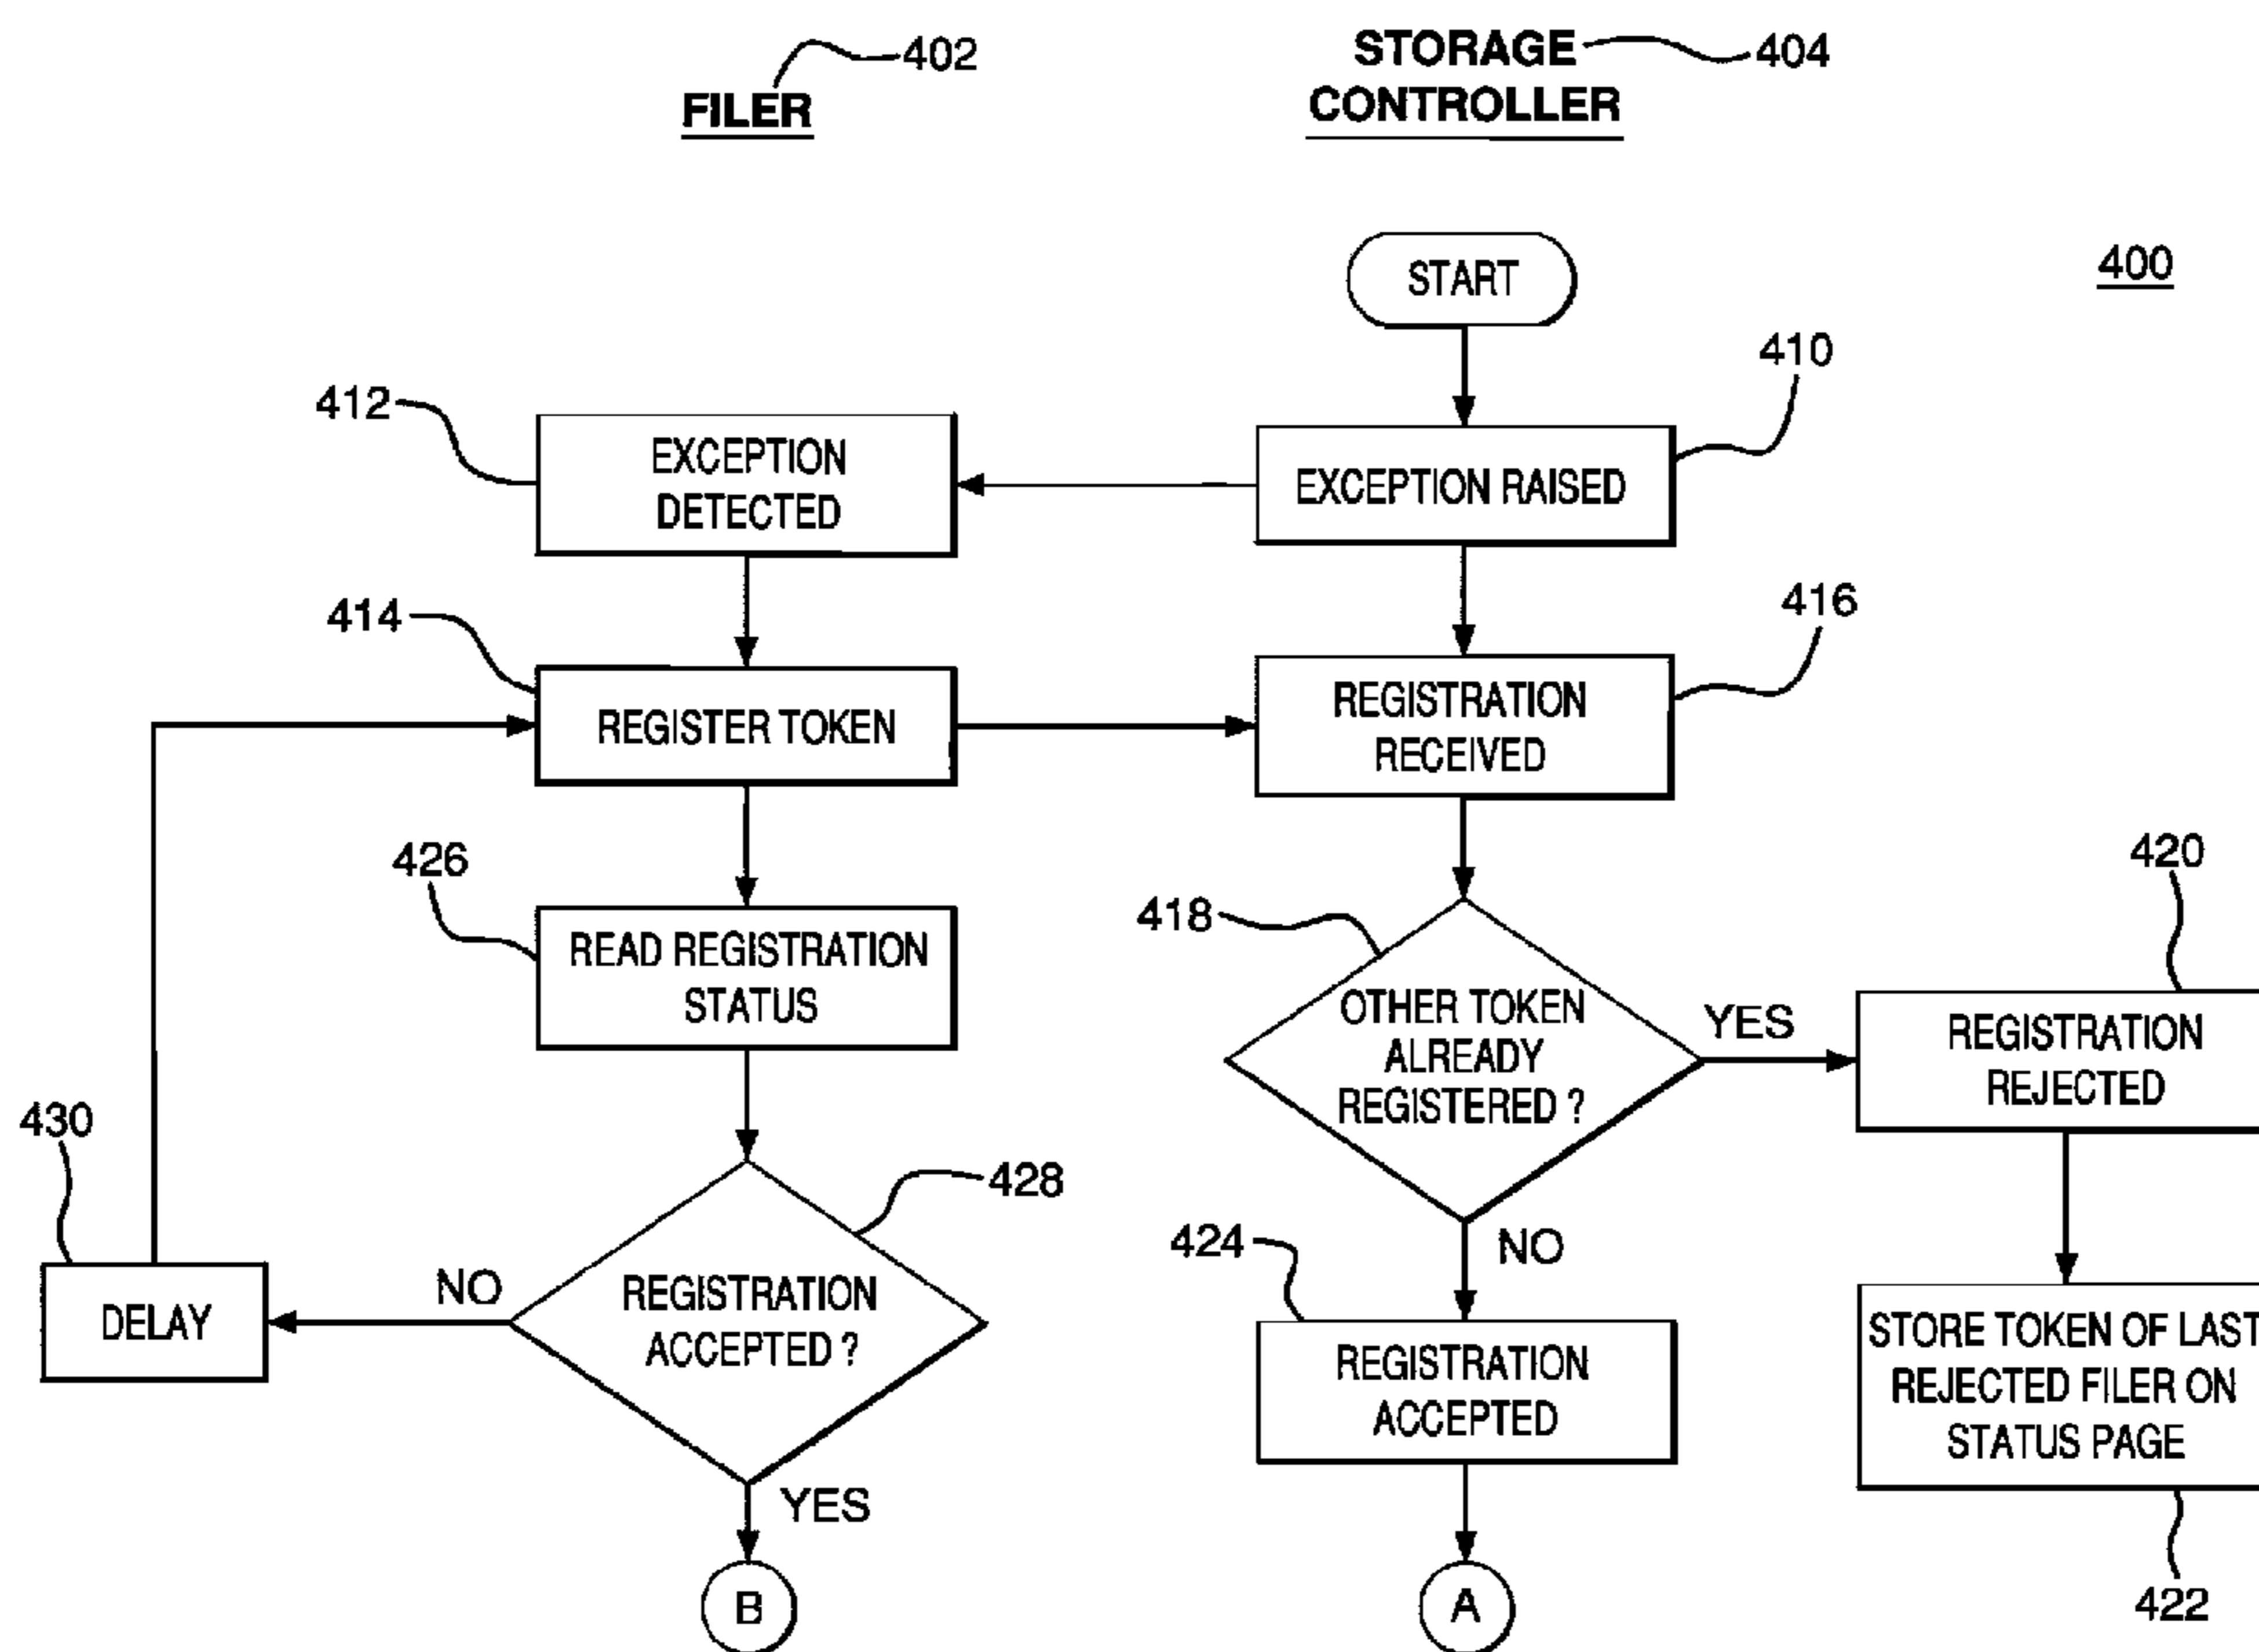 402
FILER
STORAGE
CONTROLLER
404
START
400
410
412
EXCEPTION
DETECTED
EXCEPTION RAISED
414
REGISTER TOKEN
416
REGISTRATION
RECEIVED
426
READ REGISTRATION
STATUS
418
OTHER TOKEN
ALREADY
REGISTERED ?
YES
420
REGISTRATION
REJECTED
430
DELAY
NO
428
REGISTRATION
ACCEPTED ?
YES
B
424
NO
REGISTRATION
ACCEPTED
A
STORE TOKEN OF LAST
REJECTED FILER ON
STATUS PAGE
422